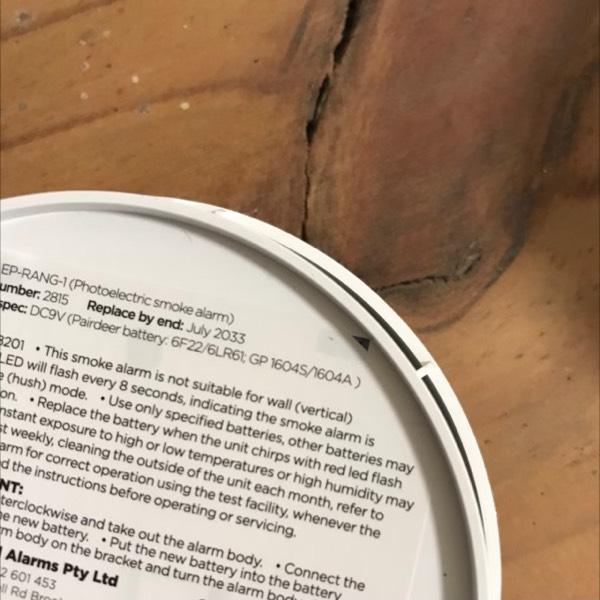 EP-RANG-1 (Photoelectric smoke alarm)
umber: 2815 Replace by end: July 2033
spec: DC9V (Pairdeer battery: 6F22/6LR61; GP 1604S/1604A )
3201 • This smoke alarm is not suitable for wall (vertical)
LED will flash every 8 seconds, indicating the smoke alarm is
e (hush) mode. • Use only specified batteries, other batteries may
on. • Replace the battery when the unit chirps with red led flash
nstant exposure to high or low temperatures or high humidity may
st weekly, cleaning the outside of the unit each month, refer to
arm for correct operation using the test facility, whenever the
d the instructions before operating or servicing.
NT:
terclockwise and take out the alarm body. • Connect the
he new battery. • Put the new battery into the battery
m body on the bracket and turn the alarm body
l Alarms Pty Ltd
2 601 453
ll Rd